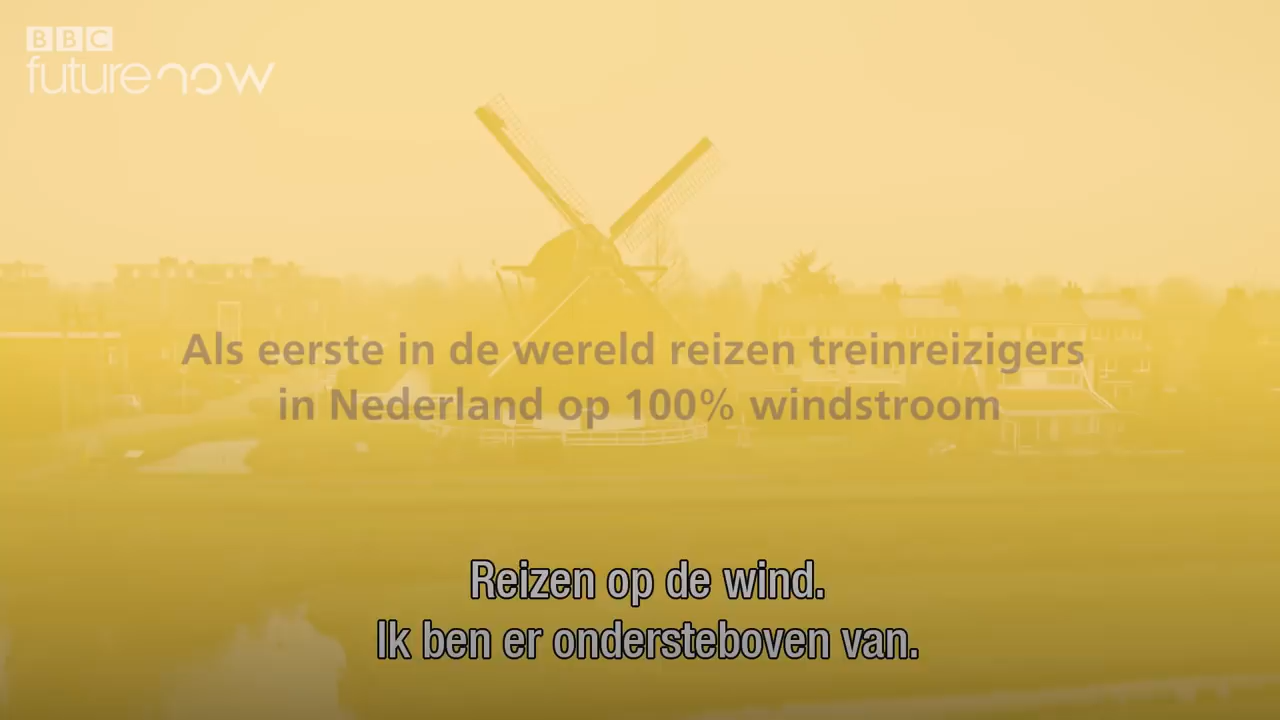 BBC
future now
Als eerste in de wereld reizen treinreizigers
in Nederland op 100% windstroom
Reizen op de wind.
Ik ben er ondersteboven van.